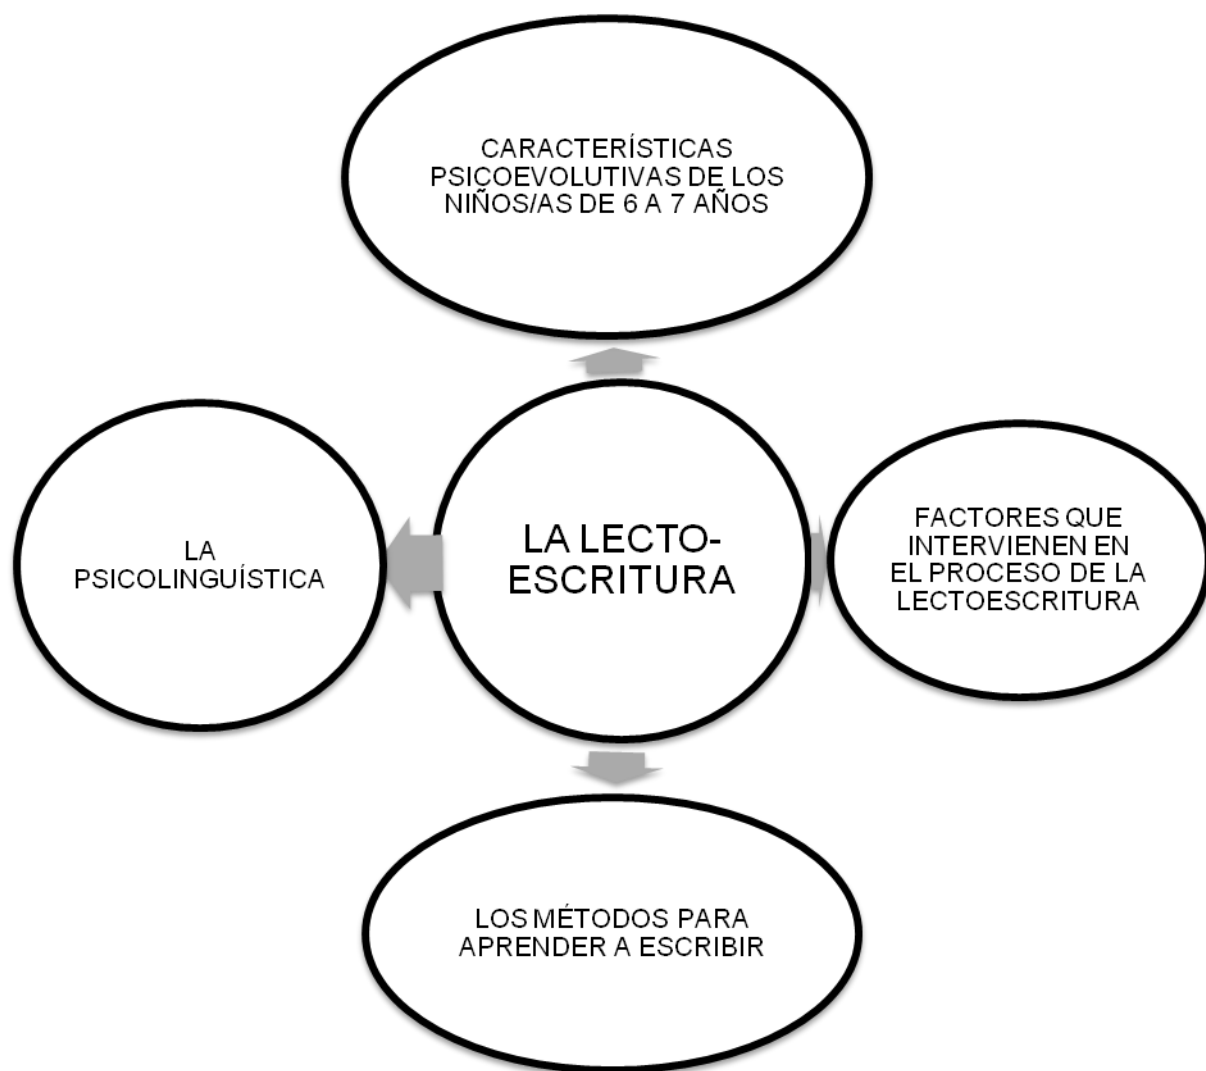 CARACTERÍSTÍCAS
PSICOEVOLUTIVAS DE LOS
NIÑOS/AS DE 6 A 7 AÑOS
LA
PSICOLINGUÍSTICA
LA LECTO-
ESCRITURA
FACTORES QUE
INTERVIENEN EN
EL PROCESO DE LA
LECTOESCRITURA
LOS MÉTODOS PARA
APRENDER A ESCRIBIR